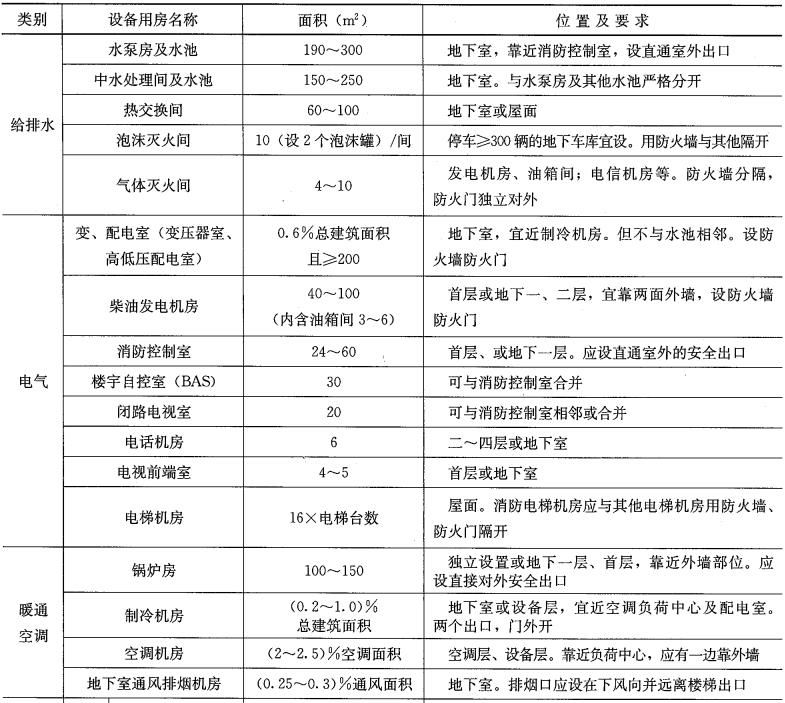 类别 设备用房名称 面积（m²） 位置及要求
给排水
水泵房及水池 190～300 地下室，靠近消防控制室，设直通室外出口
中水处理间及水池 150～250 地下室。与水泵房及其他水池严格分开
热交换间 60～100 地下室或屋面
泡沫灭火间 10（设2个泡沫罐）/间 停车≥300辆的地下车库宜设。用防火墙与其他隔开
气体灭火间 4～10 发电机房、油箱间；电信机房等。防火墙分隔，
防火门独立对外
电气
变、配电室（变压器室、 0.6%总建筑面积 地下室，宜近制冷机房。但不与水池相邻。设防
高低压配电室） 且≥200 火墙防火门
柴油发电机房 40～100 首层或地下一、二层，宜靠两面外墙，设防火墙
（内含油箱间3～6） 防火门
消防控制室 24～60 首层、或地下一层。应设直通室外的安全出口
楼宇自控室（BAS） 30 可与消防控制室合并
闭路电视室 20 可与消防控制室相邻或合并
电话机房 6 二～四层或地下室
电视前端室 4～5 首层或地下室
电梯机房 16×电梯台数 屋面。消防电梯机房应与其他电梯机房用防火墙、
防火门隔开
暖通
空调
锅炉房 100～150 独立设置或地下一层、首层，靠近外墙部位。应
设直接对外安全出口
制冷机房 (0.2～1.0)% 地下室或设备层，宜近空调负荷中心及配电室。
总建筑面积 两个出口，门外开
空调机房 (2～2.5)%空调面积 空调层、设备层。靠近负荷中心，应有一边靠外墙
地下室通风排烟机房 (0.25～0.3)%通风面积 地下室。排烟口应设在下风向并远离楼梯出口